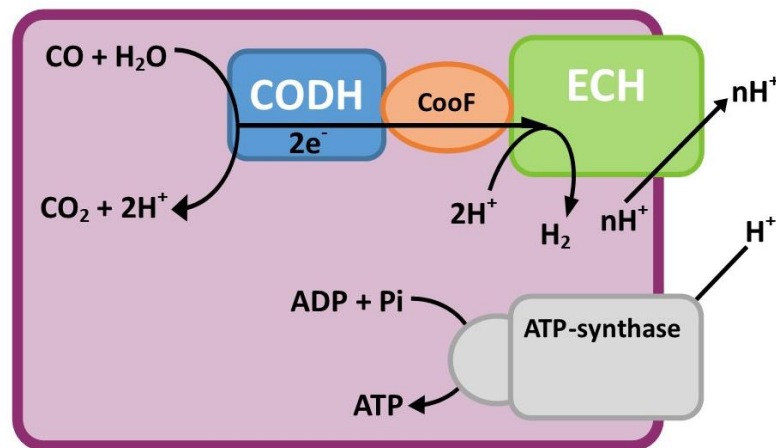 CO + H₂O
CODH
CooF
ECH
nH⁺
2e⁻
CO₂ + 2H⁺
2H⁺
H₂
nH⁺
H⁺
ADP + Pi
ATP-synthase
ATP